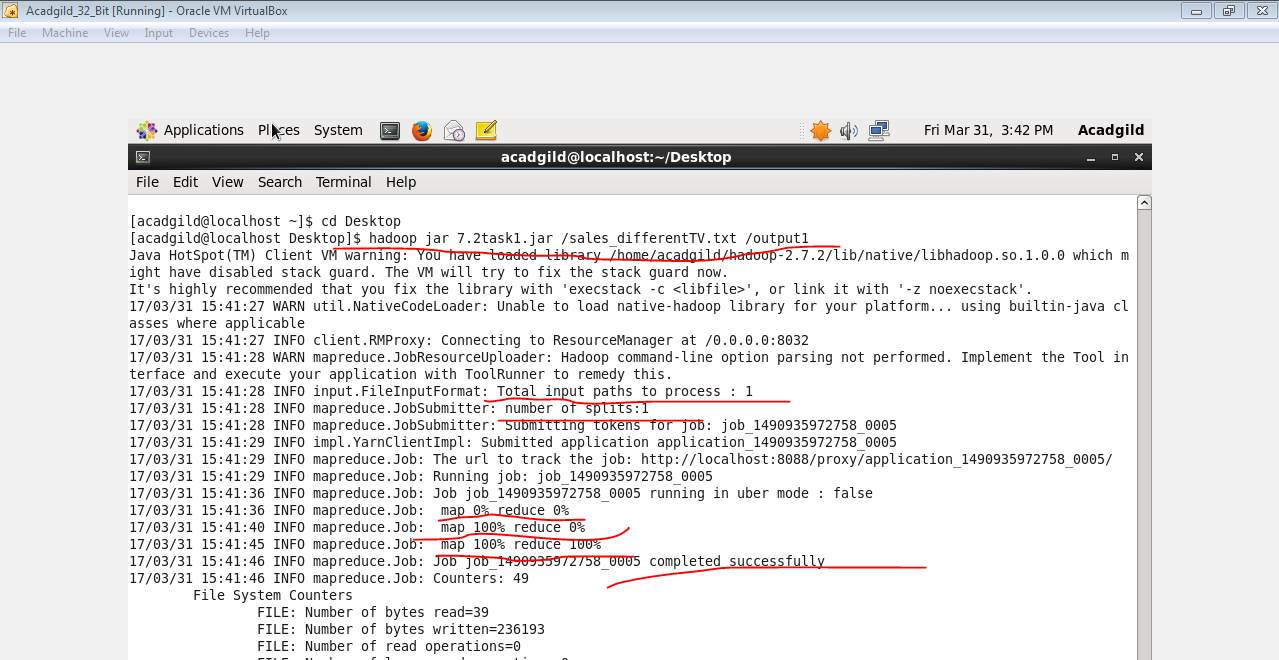 Acadgild_32_Bit [Running] - Oracle VM VirtualBox
File Machine View Input Devices Help
Applications Places System Fri Mar 31, 3:42 PM Acadgild
acadgild@localhost:~/Desktop
File Edit View Search Terminal Help
[acadgild@localhost ~]$ cd Desktop
[acadgild@localhost Desktop]$ hadoop jar 7.2task1.jar /sales_differentTV.txt /output1
Java HotSpot(TM) Client VM warning: You have loaded library /home/acadgild/hadoop-2.7.2/lib/native/libhadoop.so.1.0.0 which m
ight have disabled stack guard. The VM will try to fix the stack guard now.
It's highly recommended that you fix the library with 'execstack -c <libfile>', or link it with '-z noexecstack'.
17/03/31 15:41:27 WARN util.NativeCodeLoader: Unable to load native-hadoop library for your platform... using builtin-java cl
asses where applicable
17/03/31 15:41:27 INFO client.RMProxy: Connecting to ResourceManager at /0.0.0.0:8032
17/03/31 15:41:28 WARN mapreduce.JobResourceUploader: Hadoop command-line option parsing not performed. Implement the Tool in
terface and execute your application with ToolRunner to remedy this.
17/03/31 15:41:28 INFO input.FileInputFormat: Total input paths to process : 1
17/03/31 15:41:28 INFO mapreduce.JobSubmitter: number of splits:1
17/03/31 15:41:28 INFO mapreduce.JobSubmitter: Submitting tokens for job: job_1490935972758_0005
17/03/31 15:41:29 INFO impl.YarnClientImpl: Submitted application application_1490935972758_0005
17/03/31 15:41:29 INFO mapreduce.Job: The url to track the job: http://localhost:8088/proxy/application_1490935972758_0005/
17/03/31 15:41:29 INFO mapreduce.Job: Running job: job_1490935972758_0005
17/03/31 15:41:36 INFO mapreduce.Job: Job job_1490935972758_0005 running in uber mode : false
17/03/31 15:41:36 INFO mapreduce.Job:  map 0% reduce 0%
17/03/31 15:41:40 INFO mapreduce.Job:  map 100% reduce 0%
17/03/31 15:41:45 INFO mapreduce.Job:  map 100% reduce 100%
17/03/31 15:41:46 INFO mapreduce.Job: Job job_1490935972758_0005 completed successfully
17/03/31 15:41:46 INFO mapreduce.Job: Counters: 49
File System Counters
FILE: Number of bytes read=39
FILE: Number of bytes written=236193
FILE: Number of read operations=0